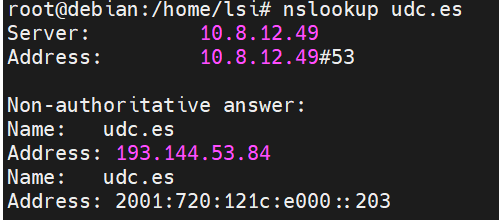 root@debian:/home/lsi# nslookup udc.es
Server:         10.8.12.49
Address:        10.8.12.49#53

Non-authoritative answer:
Name:   udc.es
Address: 193.144.53.84
Name:   udc.es
Address: 2001:720:121c:e000::203